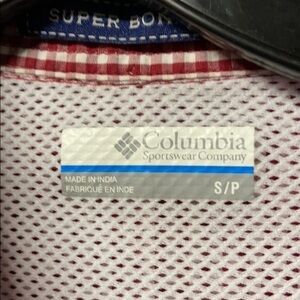 SUPER BON
Columbia
Sportswear Company
MADE IN INDIA
FABRIQUÉ EN INDE
S/P